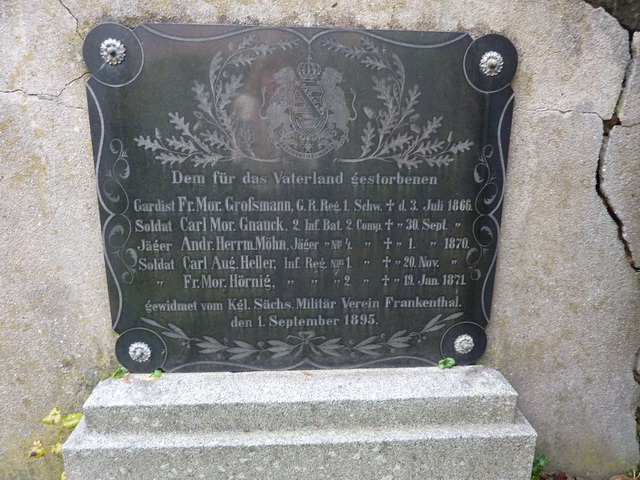 Dem für das Vaterland gestorbenen
Gardist Fr. Mor. Großmann, G. R. Reg. 1. Schw. ✝ d. 3. Juli 1866.
Soldat Carl Mor. Gnauck, 2. Inf. Bat. 2. Comp. ✝ 30. Sept. "
Jäger Andr. Herrm. Möhn, Jäger " No 4. " ✝ 1. " 1870.
Soldat Carl Aug. Heller, Inf. Reg. No 1. " ✝ 20. Nov. "
" Fr. Mor. Hörnig, " " " 2. " ✝ 19. Jan. 1871.
gewidmet vom Kgl. Sächs. Militär Verein Frankenthal
den 1. September 1895.